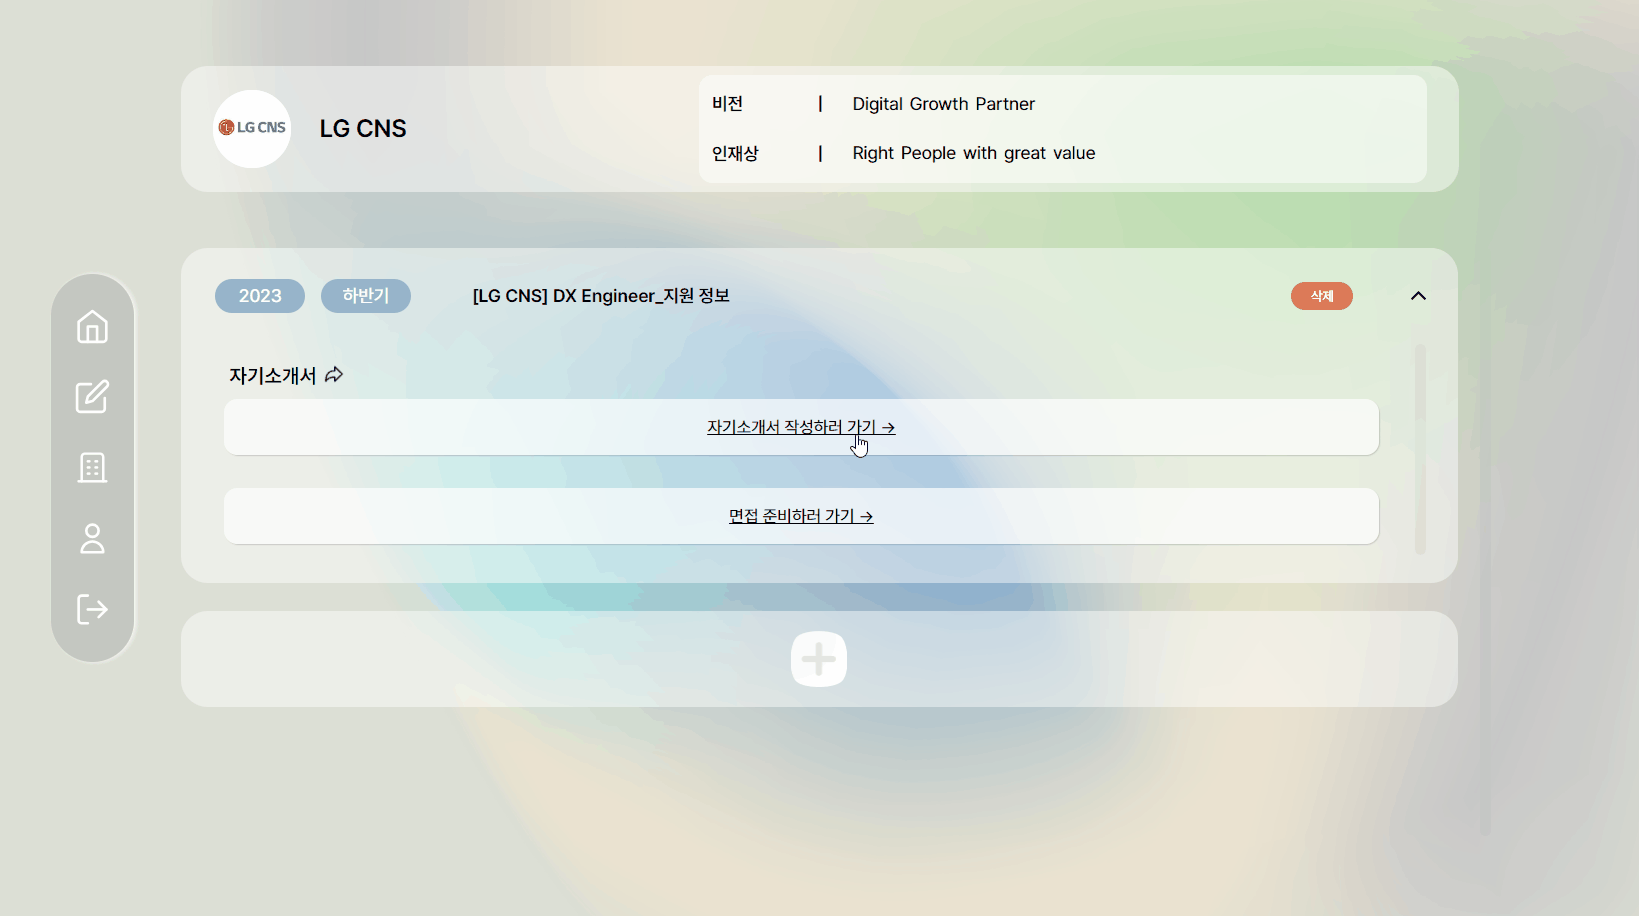 LG CNS
LG CNS
비전 | Digital Growth Partner
인재상 | Right People with great value
2023 하반기 [LG CNS] DX Engineer_지원 정보 삭제
자기소개서
자기소개서 작성하러 가기 →
면접 준비하러 가기 →